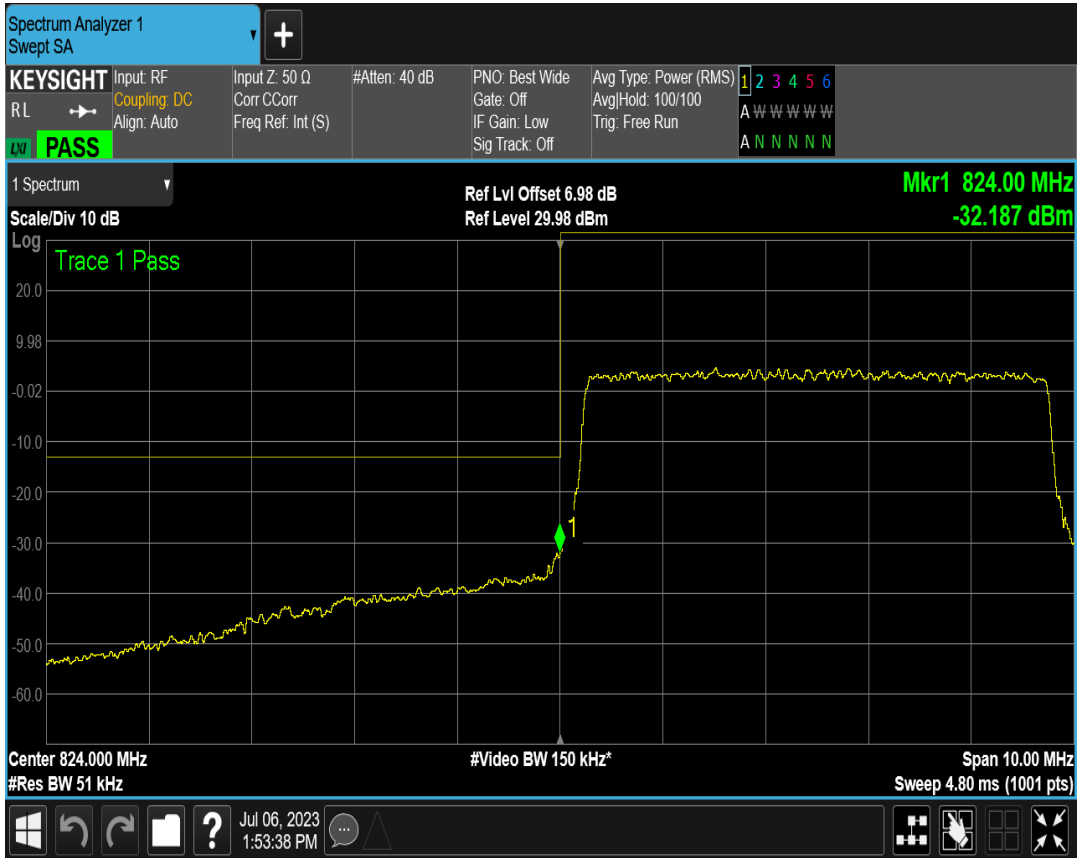 Spectrum Analyzer 1
Swept SA
KEYSIGHT
RL
LXI PASS
Input: RF
Coupling: DC
Align: Auto
Input Z: 50 Ω
Corr CCorr
Freq Ref: Int (S)
#Atten: 40 dB
PNO: Best Wide
Gate: Off
IF Gain: Low
Sig Track: Off
Avg Type: Power (RMS)
Avg|Hold: 100/100
Trig: Free Run
1 2 3 4 5 6
A W W W W W
A N N N N N
1 Spectrum
Scale/Div 10 dB
Ref Lvl Offset 6.98 dB
Ref Level 29.98 dBm
Mkr1 824.00 MHz
-32.187 dBm
Log
Trace 1 Pass
20.0
9.98
-0.02
-10.0
-20.0
1
-30.0
-40.0
-50.0
-60.0
Center 824.000 MHz
#Res BW 51 kHz
#Video BW 150 kHz*
Span 10.00 MHz
Sweep 4.80 ms (1001 pts)
?
Jul 06, 2023
1:53:38 PM